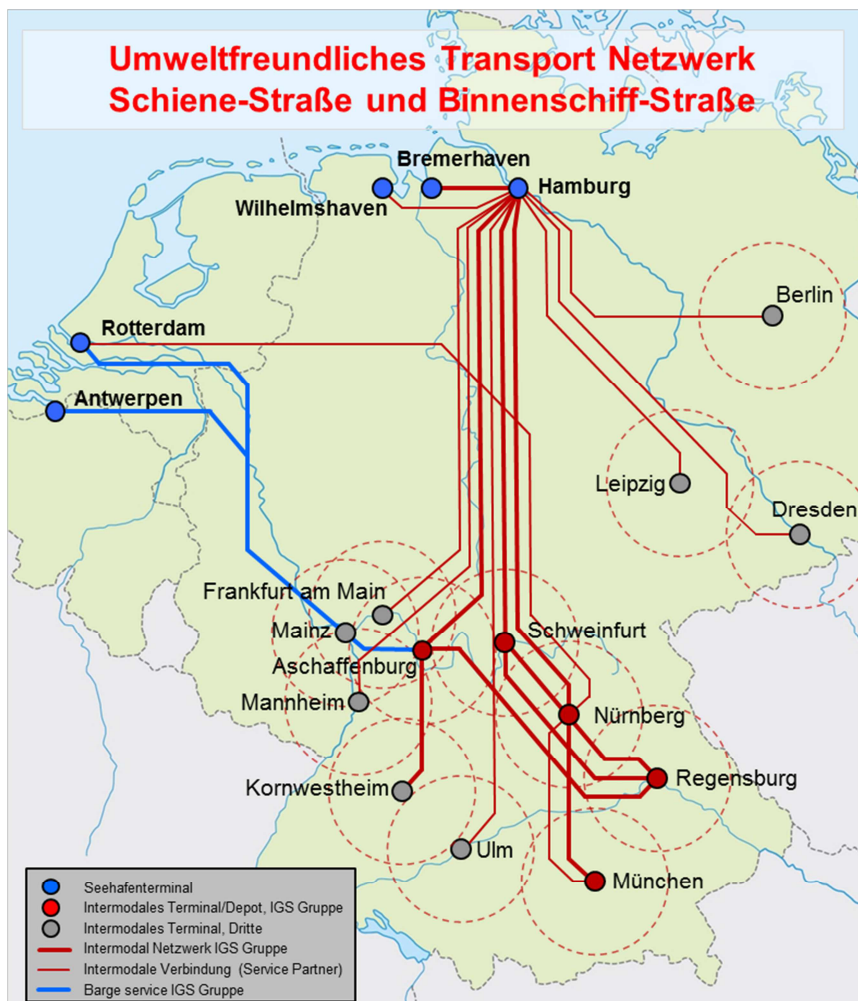 Umweltfreundliches Transport Netzwerk
Schiene-Straße und Binnenschiff-Straße
Bremerhaven
Hamburg
Wilhelmshaven
Berlin
Rotterdam
Antwerpen
Leipzig
Dresden
Frankfurt am Main
Mainz
Schweinfurt
Aschaffenburg
Mannheim
Nürnberg
Regensburg
Kornwestheim
Ulm
München
Seehafenterminal
Intermodales Terminal/Depot, IGS Gruppe
Intermodales Terminal, Dritte
Intermodal Netzwerk IGS Gruppe
Intermodale Verbindung (Service Partner)
Barge service IGS Gruppe